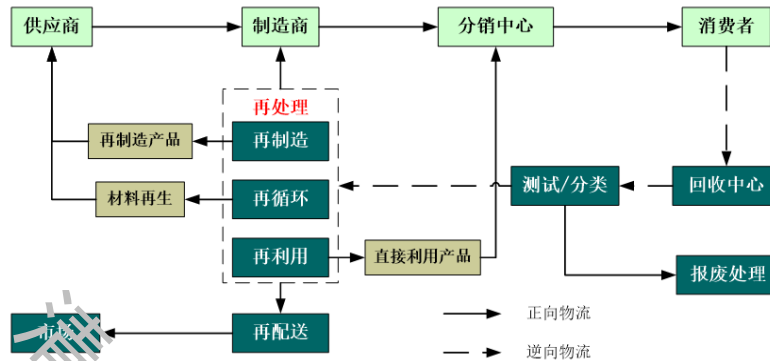 供应商
制造商
分销中心
消费者
再处理
再制造产品
再制造
材料再生
再循环
测试/分类
回收中心
再利用
直接利用产品
报废处理
市场
再配送
正向物流
逆向物流